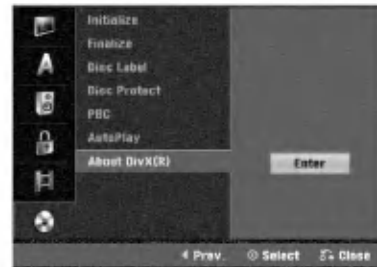 Initialize
Finalize
Disc Label
Disc Protect
PBC
AutoPlay
About DivX(R)
Enter
Prev. Select Close